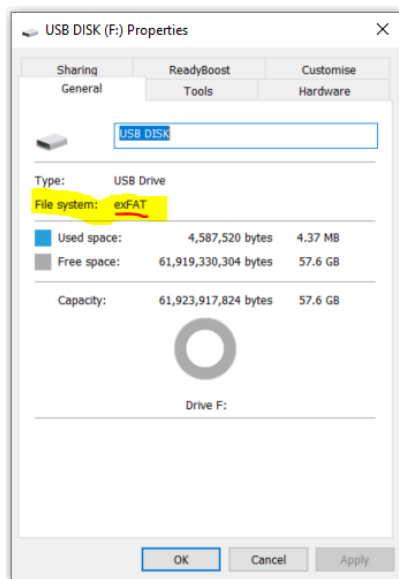 USB DISK (F:) Properties
Sharing ReadyBoost Customise
General Tools Hardware
USB DISK
Type: USB Drive
File system: exFAT
Used space: 4,587,520 bytes 4.37 MB
Free space: 61,919,330,304 bytes 57.6 GB
Capacity: 61,923,917,824 bytes 57.6 GB
Drive F:
OK Cancel Apply